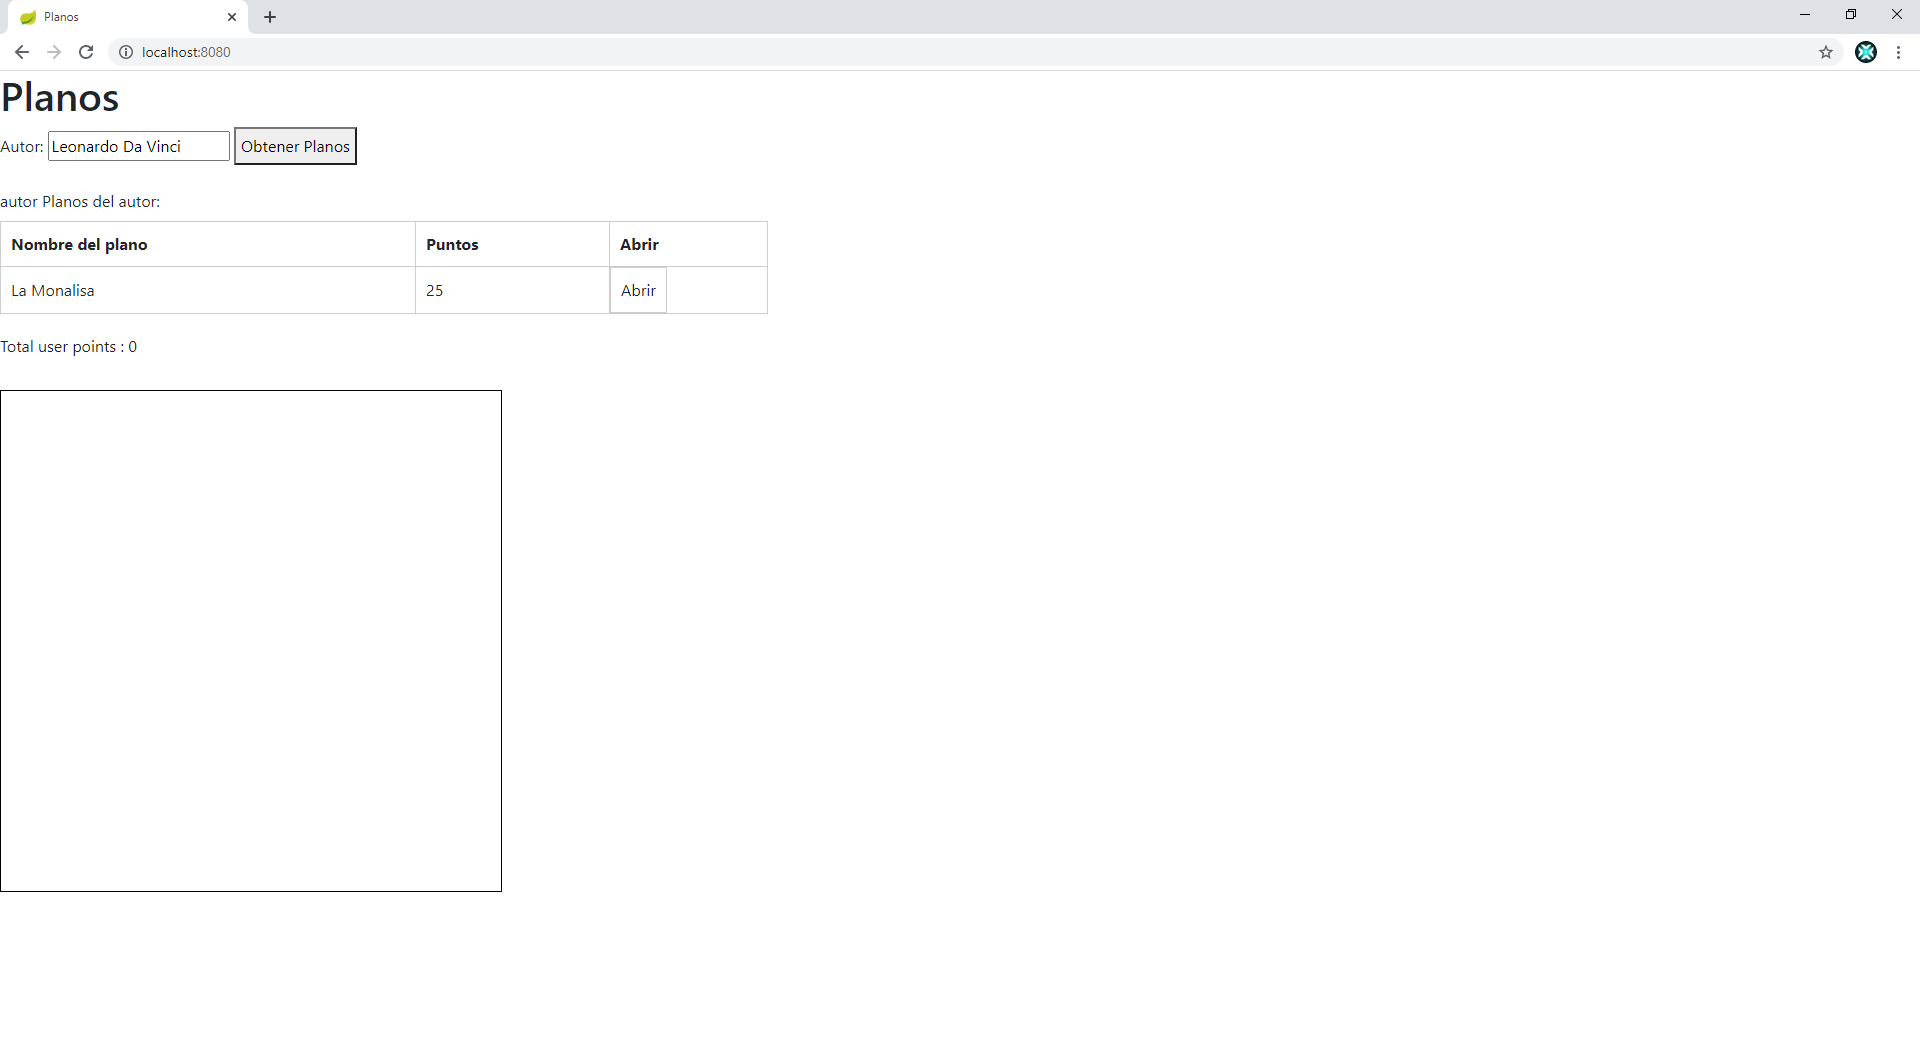 Planos
localhost:8080
Planos
Autor: Leonardo Da Vinci Obtener Planos
autor Planos del autor:
Nombre del plano Puntos Abrir
La Monalisa 25 Abrir
Total user points : 0